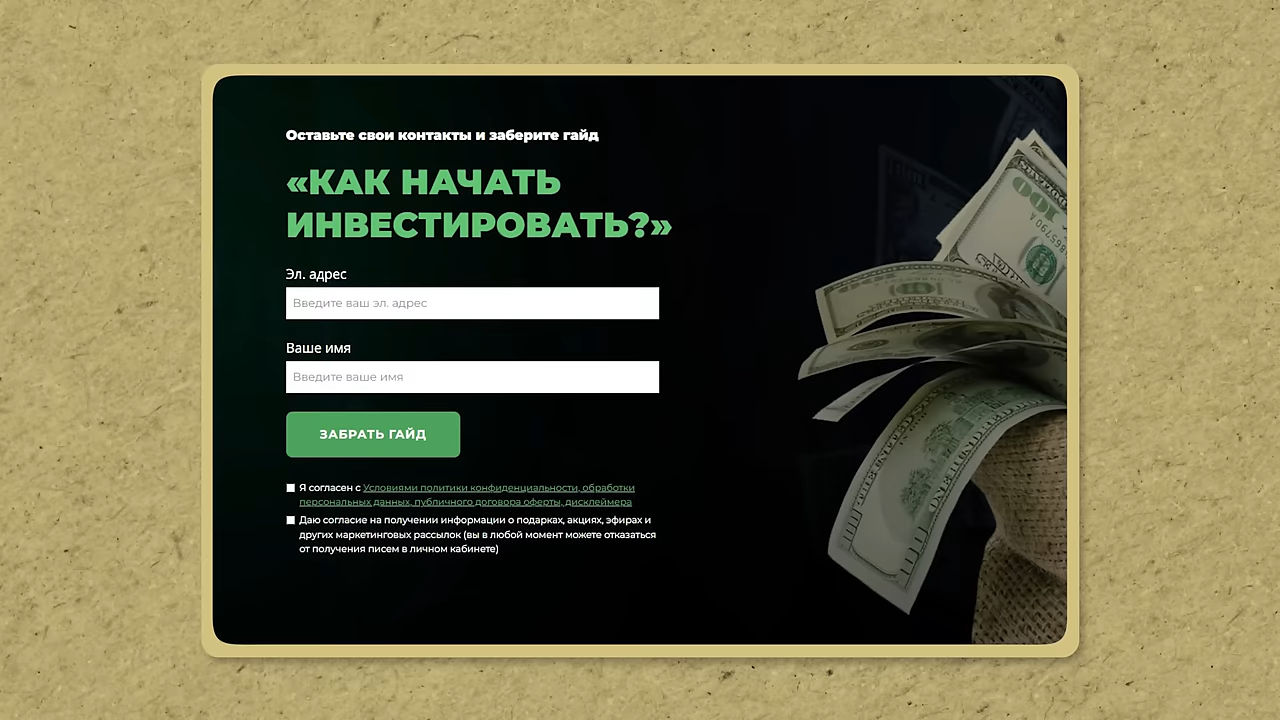 Оставьте свои контакты и заберите гайд
«КАК НАЧАТЬ
ИНВЕСТИРОВАТЬ?»
Эл. адрес
Введите ваш эл. адрес
Ваше имя
Введите ваше имя
ЗАБРАТЬ ГАЙД
Я согласен с Условиями политики конфиденциальности, обработки
персональных данных, публичного договора оферты, дисклеймера
Даю согласие на получении информации о подарках, акциях, эфирах и
других маркетинговых рассылок (вы в любой момент можете отказаться
от получения писем в личном кабинете)
100